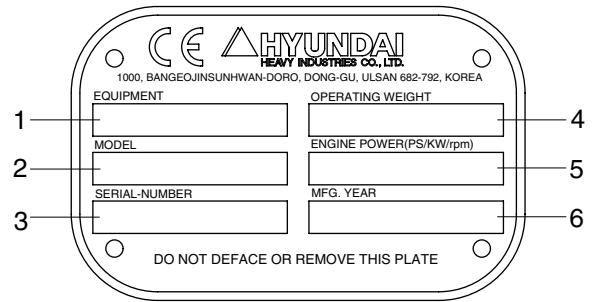 CE HYUNDAI
HEAVY INDUSTRIES CO., LTD.
1000, BANGEOJINSUNHWAN-DORO, DONG-GU, ULSAN 682-792, KOREA
EQUIPMENT OPERATING WEIGHT
1 4
MODEL ENGINE POWER(PS/KW/rpm)
2 5
SERIAL-NUMBER MFG. YEAR
3 6
DO NOT DEFACE OR REMOVE THIS PLATE